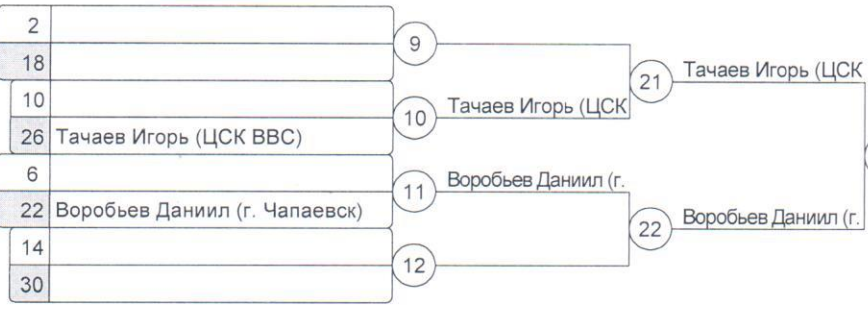 2
18
10
26 Тачаев Игорь (ЦСК ВВС)
6
22 Воробьев Даниил (г. Чапаевск)
14
30
9
10
11
12
Тачаев Игорь (ЦСК
Воробьев Даниил (г.
21
22
Тачаев Игорь (ЦСК
Воробьев Даниил (г.